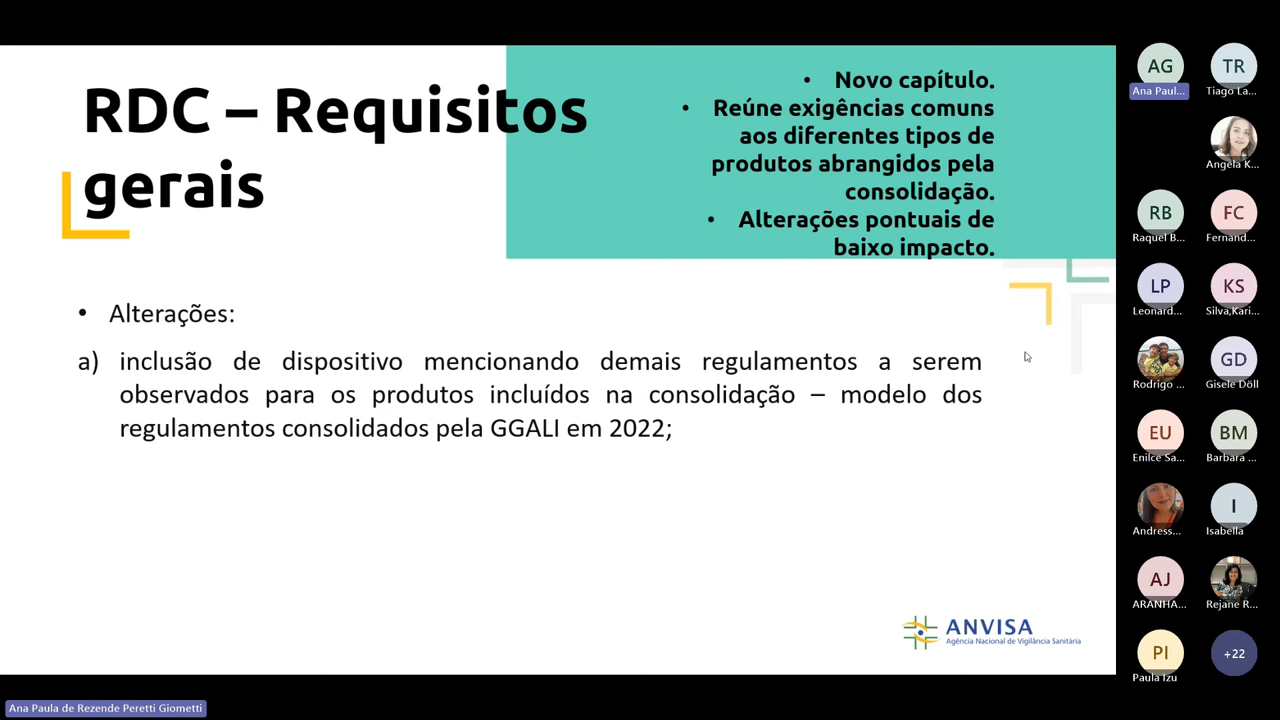 RDC – Requisitos
gerais
• Novo capítulo.
• Reúne exigências comuns
aos diferentes tipos de
produtos abrangidos pela
consolidação.
• Alterações pontuais de
baixo impacto.
• Alterações:
a) inclusão de dispositivo mencionando demais regulamentos a serem
observados para os produtos incluídos na consolidação – modelo dos
regulamentos consolidados pela GGALI em 2022;
ANVISA
Agência Nacional de Vigilância Sanitária
AG
Ana Paul...
TR
Tiago La...
Angela K...
RB
Raquel B...
FC
Fernand...
LP
Leonard...
KS
Silva,Kari...
Rodrigo ...
GD
Gisele Döll
EU
Enilce Sa...
BM
Barbara ...
Andress...
I
Isabella
AJ
ARANHA...
Rejane R...
PI
Paula Izu
+22
Ana Paula de Rezende Peretti Giometti